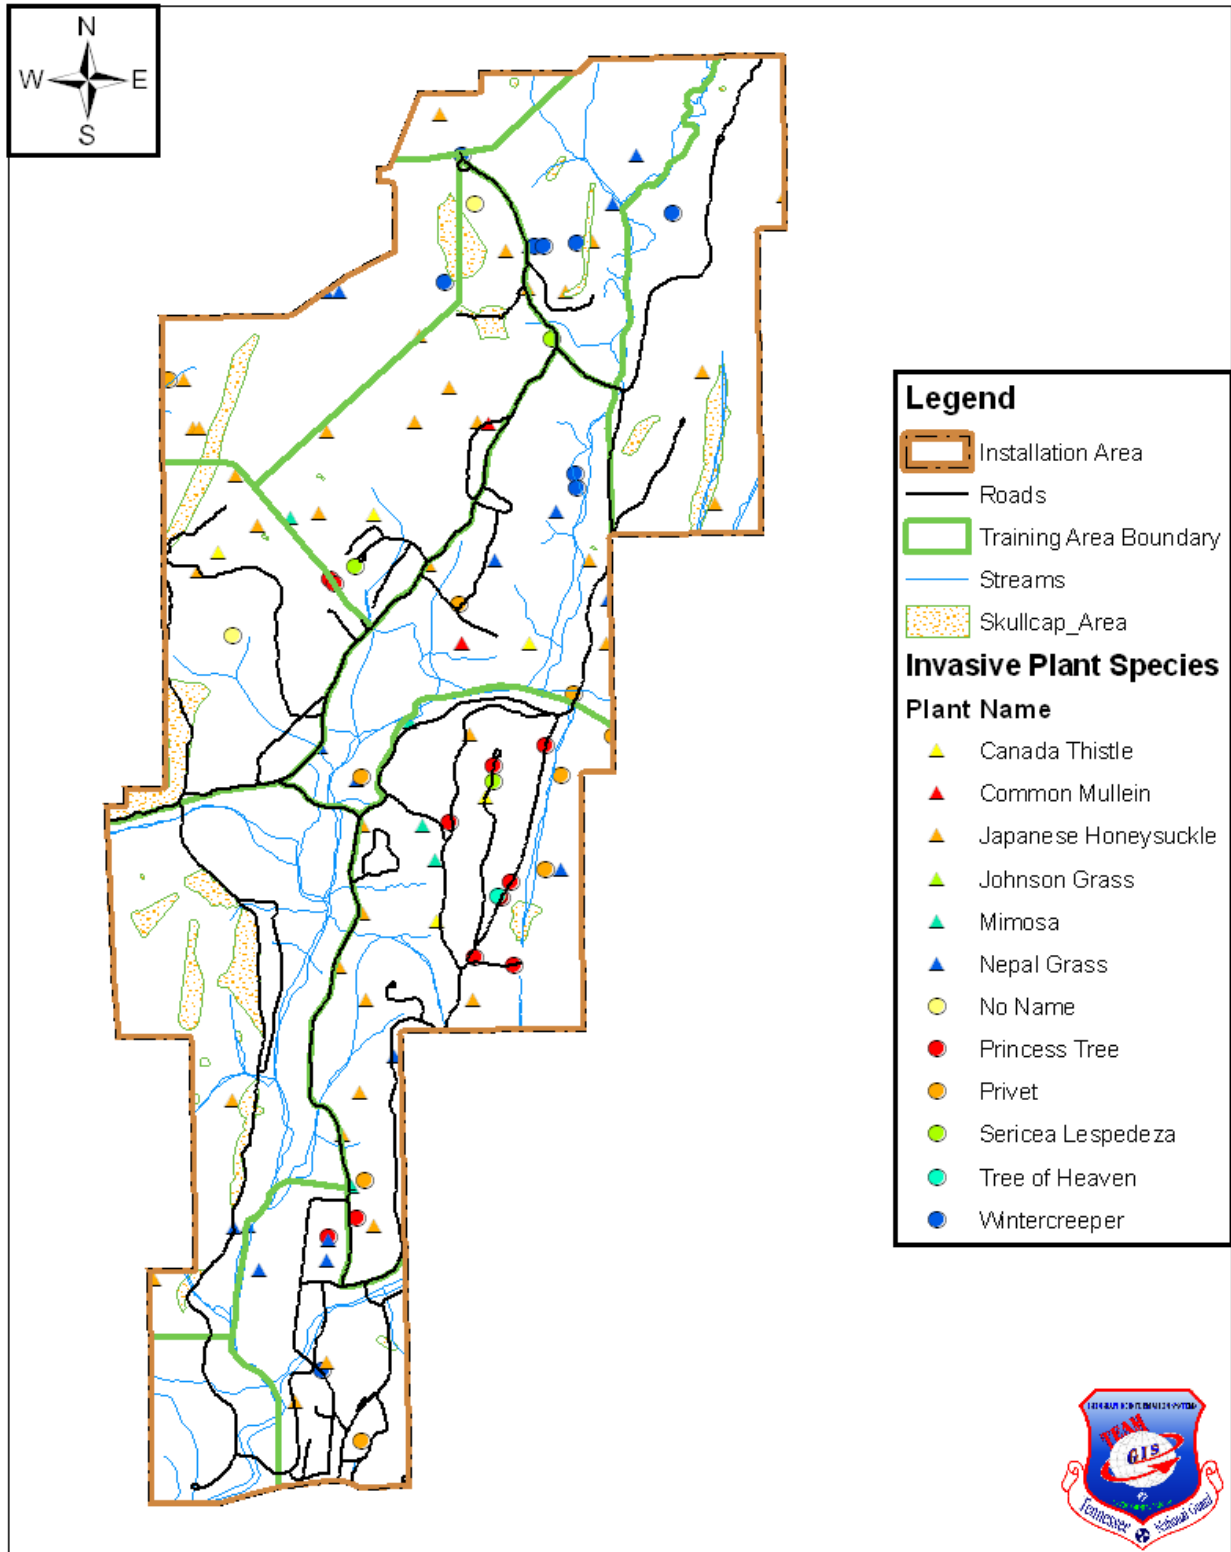 N
W E
S
Legend
Installation Area
Roads
Training Area Boundary
Streams
Skullcap_Area
Invasive Plant Species
Plant Name
Canada Thistle
Common Mullein
Japanese Honeysuckle
Johnson Grass
Mimosa
Nepal Grass
No Name
Princess Tree
Privet
Sericea Lespedeza
Tree of Heaven
Wintercreeper
TEAM
GIS
Tennessee National Guard